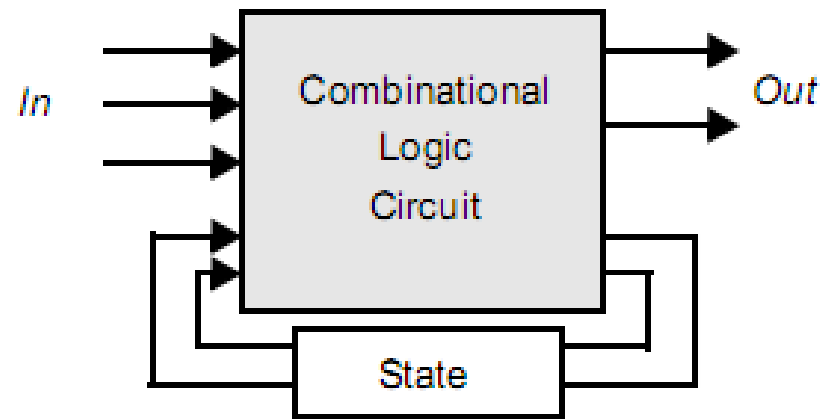 In
Combinational
Logic
Circuit
Out
State